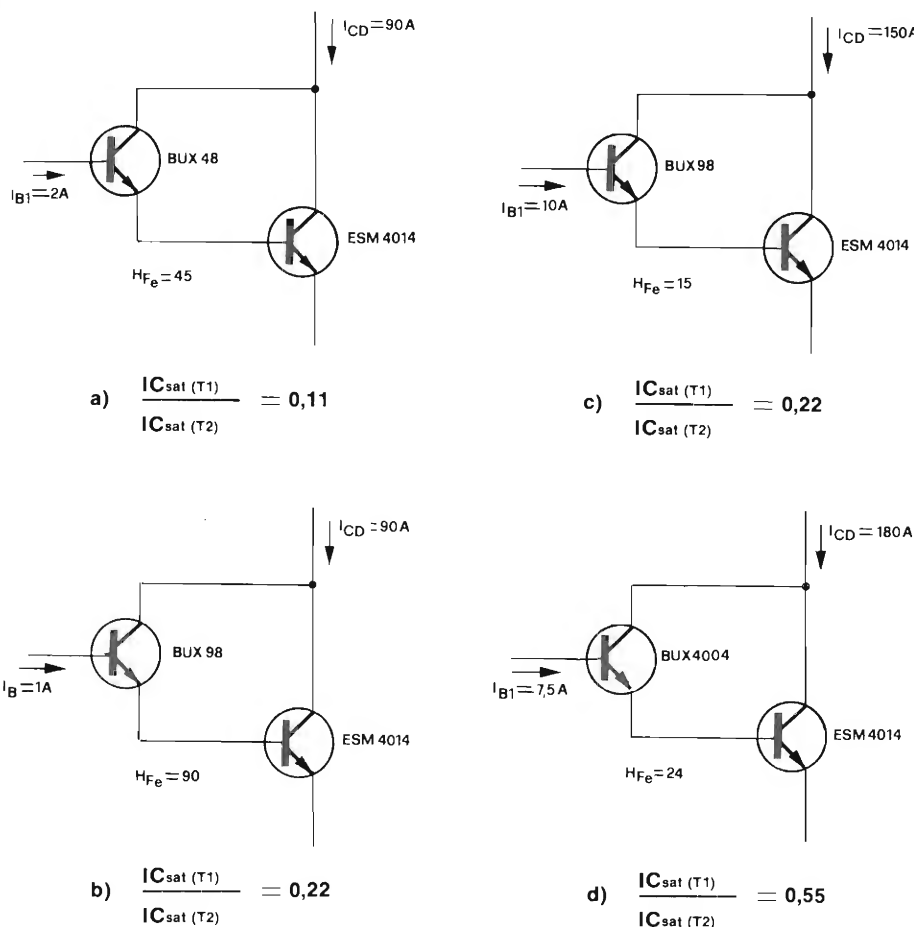 I_CD = 90A
BUX 48
I_B1 = 2A
ESM 4014
H_Fe = 45
a) IC_sat (T1)
IC_sat (T2)
= 0,11
I_CD = 150A
BUX98
I_B1 = 10A
ESM 4014
H_Fe = 15
c) IC_sat (T1)
IC_sat (T2)
= 0,22
I_CD = 90A
BUX 98
I_B = 1A
ESM 4014
H_Fe = 90
b) IC_sat (T1)
IC_sat (T2)
= 0,22
I_CD = 180A
BUX4004
I_B1 = 7,5A
ESM4014
H_Fe = 24
d) IC_sat (T1)
IC_sat (T2)
= 0,55